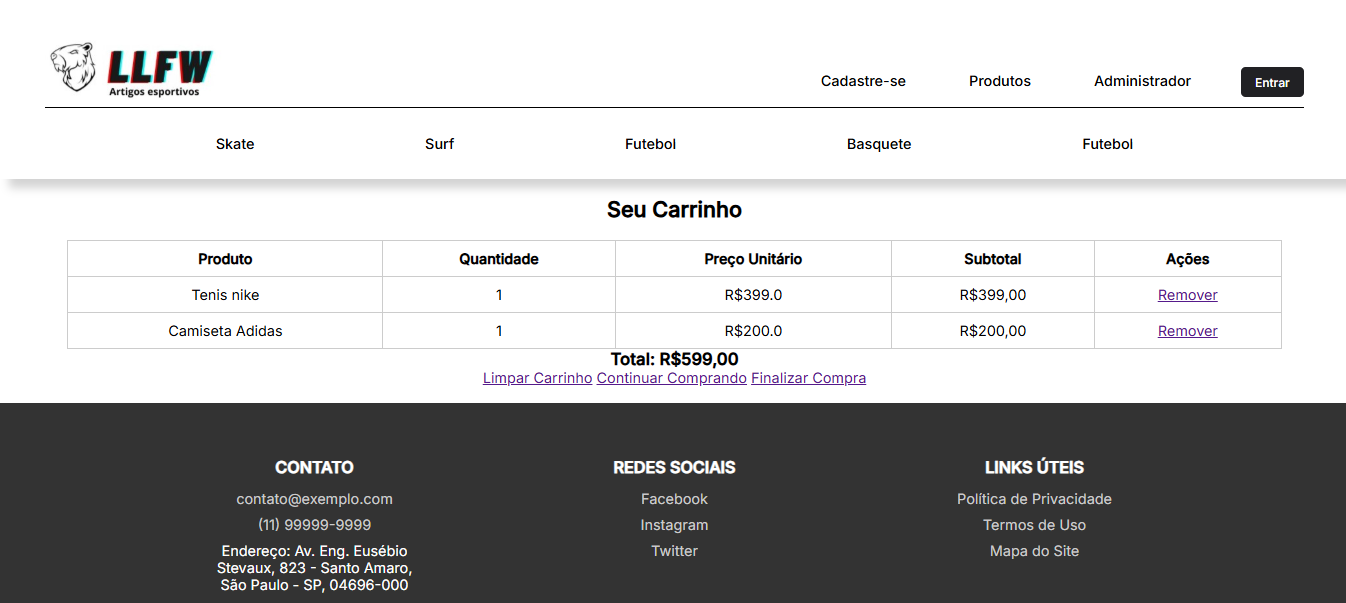 LLFW
Artigos esportivos
Cadastre-se Produtos Administrador Entrar
Skate Surf Futebol Basquete Futebol
Seu Carrinho
Produto Quantidade Preço Unitário Subtotal Ações
Tenis nike 1 R$399.0 R$399,00 Remover
Camiseta Adidas 1 R$200.0 R$200,00 Remover
Total: R$599,00
Limpar Carrinho Continuar Comprando Finalizar Compra
CONTATO
contato@exemplo.com
(11) 99999-9999
Endereço: Av. Eng. Eusébio
Stevaux, 823 - Santo Amaro,
São Paulo - SP, 04696-000
REDES SOCIAIS
Facebook
Instagram
Twitter
LINKS ÚTEIS
Política de Privacidade
Termos de Uso
Mapa do Site